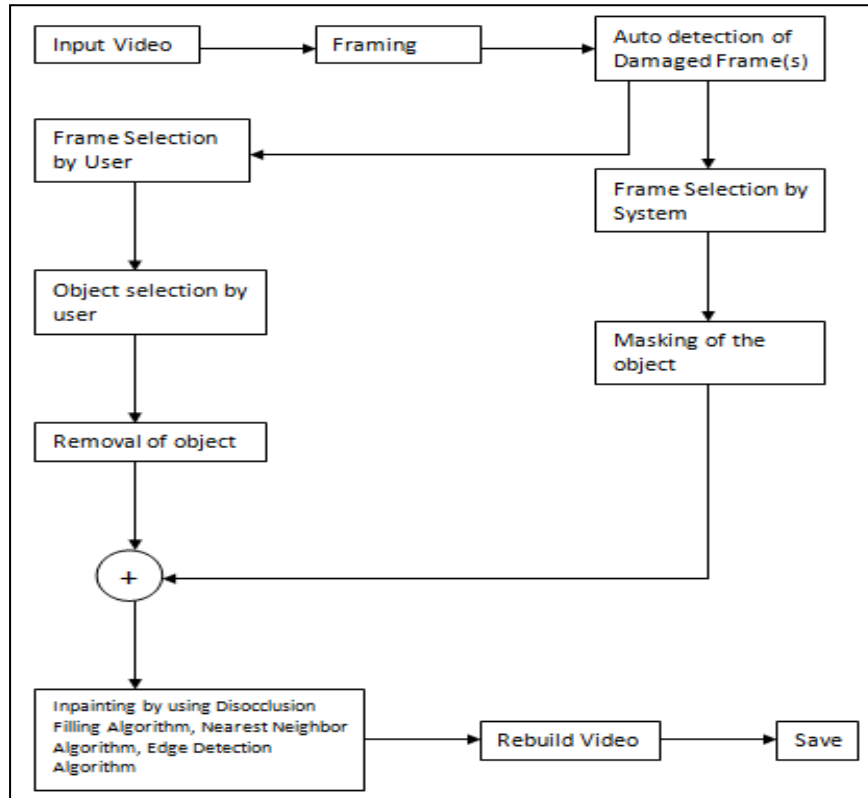 Input Video
Framing
Auto detection of
Damaged Frame(s)
Frame Selection
by User
Frame Selection by
System
Object selection by
user
Masking of the
object
Removal of object
+
Inpainting by using Disocclusion
Filling Algorithm, Nearest Neighbor
Algorithm, Edge Detection
Algorithm
Rebuild Video
Save